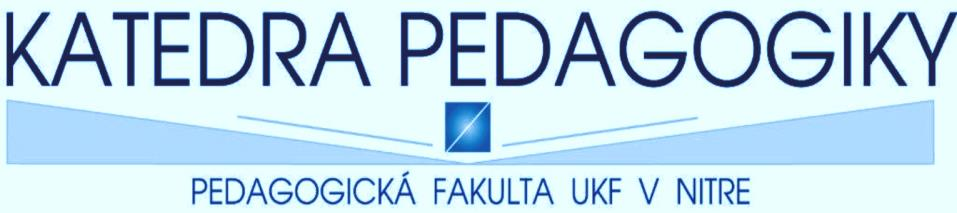 KATEDRA PEDAGOGIKY
PEDAGOGICKÁ FAKULTA UKF V NITRE